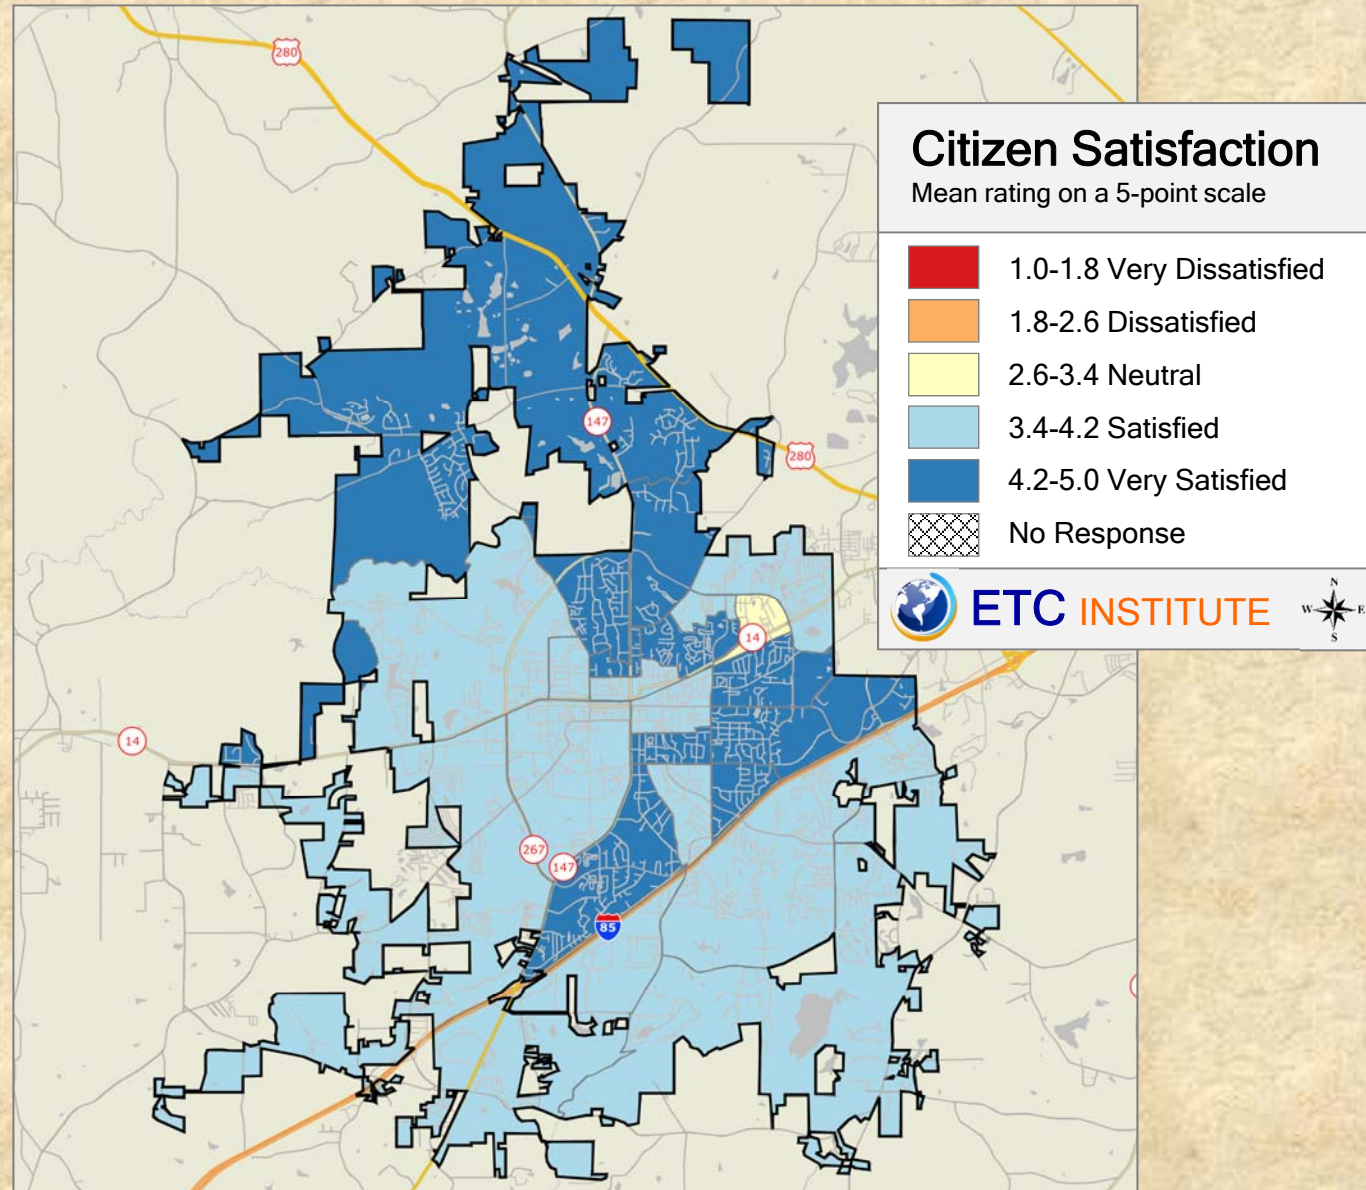 280
Citizen Satisfaction
Mean rating on a 5-point scale
1.0-1.8 Very Dissatisfied
1.8-2.6 Dissatisfied
2.6-3.4 Neutral
3.4-4.2 Satisfied
4.2-5.0 Very Satisfied
No Response
ETC INSTITUTE
N
W E
S
147
280
14
14
267
147
85